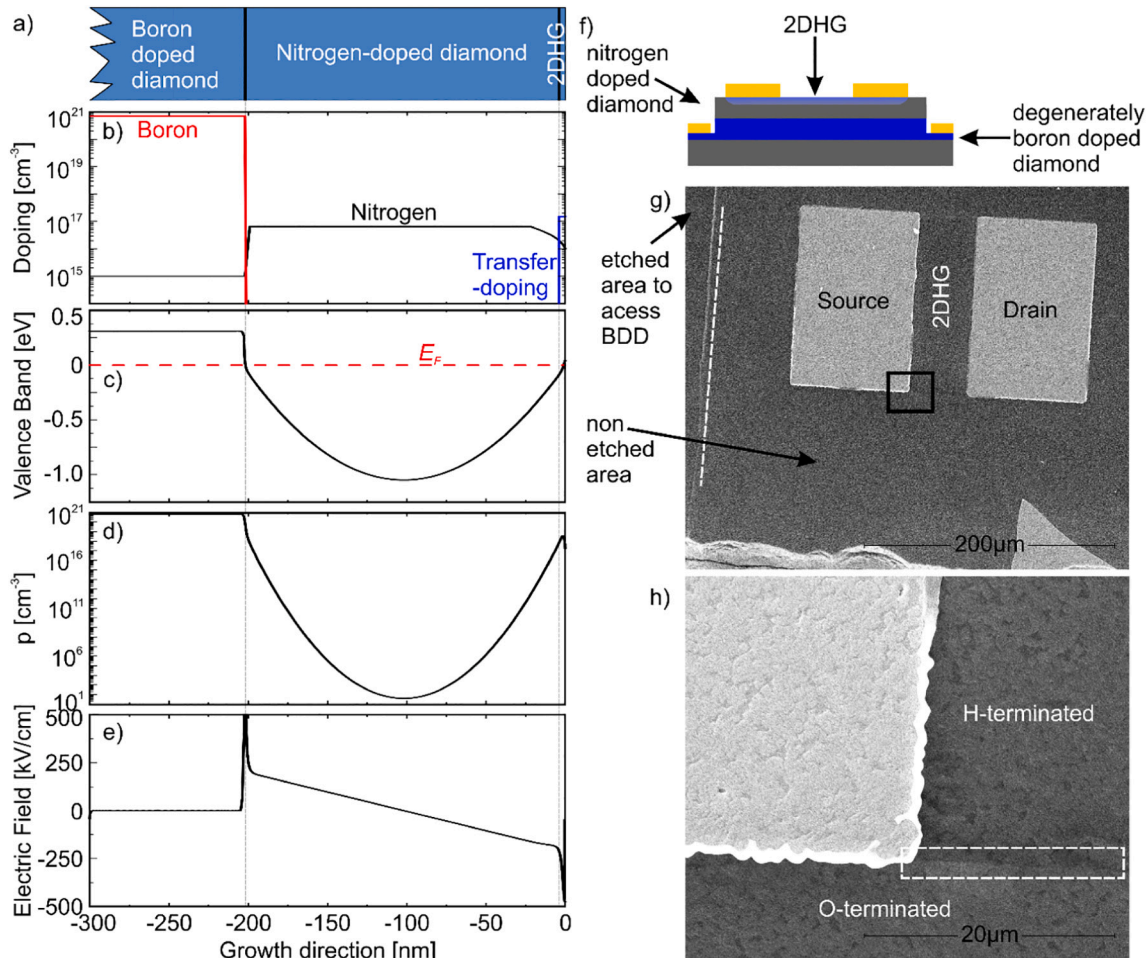 a)
Boron
doped
diamond
Nitrogen-doped diamond
2DHG
b)
Doping [cm⁻³]
10²¹
10¹⁹
10¹⁷
10¹⁵
Boron
Nitrogen
Transfer
-doping
c)
Valence Band [eV]
0.5
0
-0.5
-1.0
E_F
d)
p [cm⁻³]
10²¹
10¹⁶
10¹¹
10⁶
10¹
e)
Electric Field [kV/cm]
500
250
0
-250
-500
-300 -250 -200 -150 -100 -50 0
Growth direction [nm]
f)
2DHG
nitrogen
doped
diamond
degenerately
boron doped
diamond
g)
etched
area to
acess
BDD
Source
2DHG
Drain
non
etched
area
200µm
h)
H-terminated
O-terminated
20µm